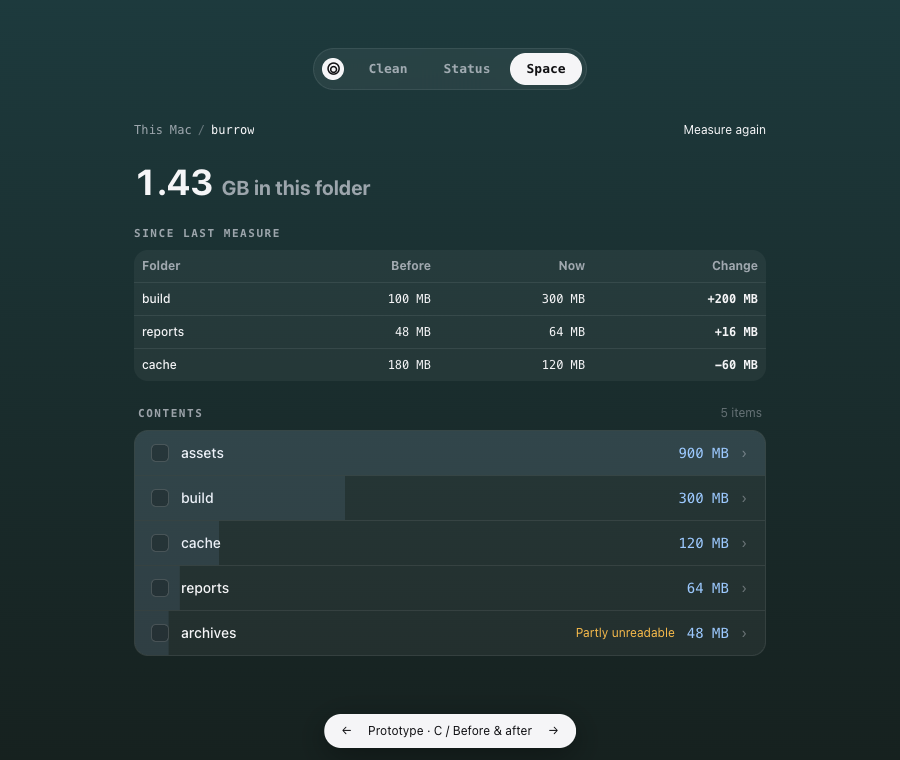 Clean Status Space
This Mac / burrow Measure again
1.43 GB in this folder
SINCE LAST MEASURE
Folder Before Now Change
build 100 MB 300 MB +200 MB
reports 48 MB 64 MB +16 MB
cache 180 MB 120 MB −60 MB
CONTENTS 5 items
assets 900 MB ›
build 300 MB ›
cache 120 MB ›
reports 64 MB ›
archives Partly unreadable 48 MB ›
← Prototype · C / Before & after →